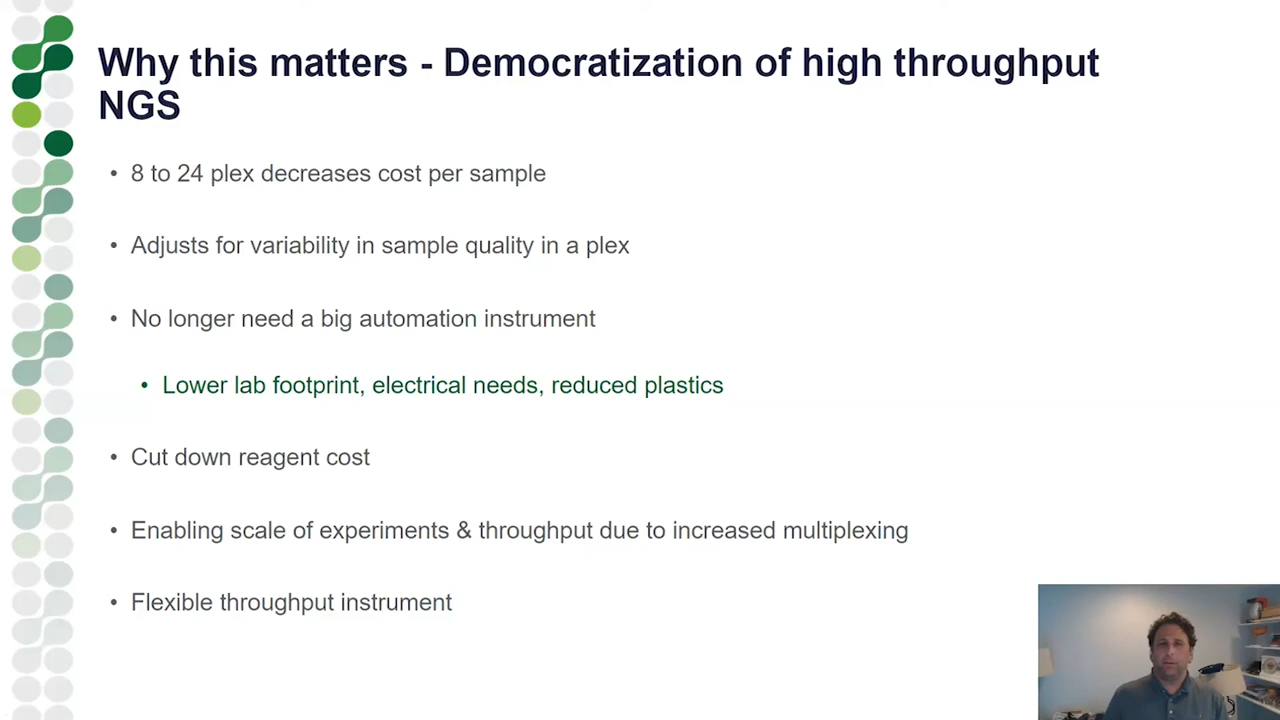 Why this matters - Democratization of high throughput
NGS
• 8 to 24 plex decreases cost per sample
• Adjusts for variability in sample quality in a plex
• No longer need a big automation instrument
• Lower lab footprint, electrical needs, reduced plastics
• Cut down reagent cost
• Enabling scale of experiments & throughput due to increased multiplexing
• Flexible throughput instrument